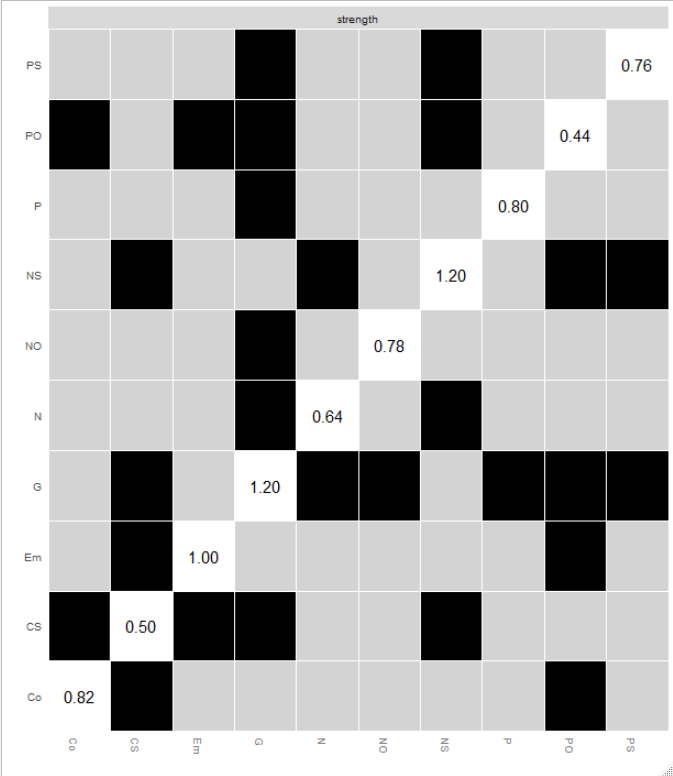 strength
PS 0.76
PO 0.44
P 0.80
NS 1.20
NO 0.78
N 0.64
G 1.20
Em 1.00
CS 0.50
Co 0.82
Co CS Em G N NO NS P PO PS